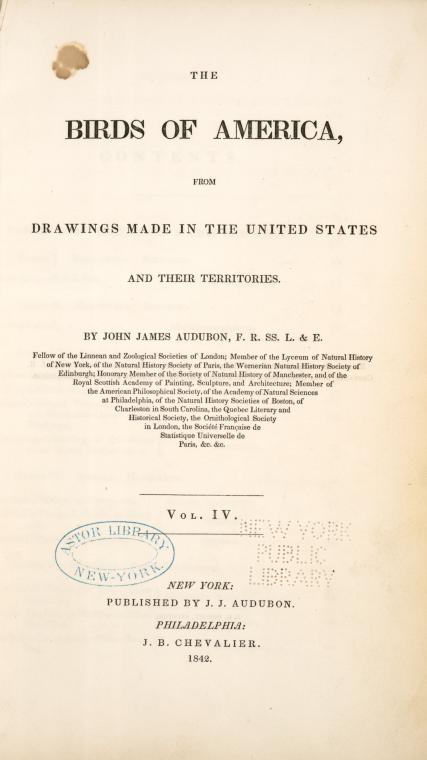 THE
BIRDS OF AMERICA,
FROM
DRAWINGS MADE IN THE UNITED STATES
AND THEIR TERRITORIES.
BY JOHN JAMES AUDUBON, F. R. SS. L. & E.
Fellow of the Linnean and Zoological Societies of London; Member of the Lyceum of Natural History
of New York, of the Natural History Society of Paris, the Wernerian Natural History Society of
Edinburgh; Honorary Member of the Society of Natural History of Manchester, and of the
Royal Scottish Academy of Painting, Sculpture, and Architecture; Member of
the American Philosophical Society, of the Academy of Natural Sciences
at Philadelphia, of the Natural History Societies of Boston, of
Charleston in South Carolina, the Quebec Literary and
Historical Society, the Ornithological Society
in London, the Société Française de
Statistique Universelle de
Paris, &c. &c.
VOL. IV.
ASTOR LIBRARY
NEW-YORK.
NEW YORK
PUBLIC
LIBRARY
NEW YORK:
PUBLISHED BY J. J. AUDUBON.
PHILADELPHIA:
J. B. CHEVALIER.
1842.